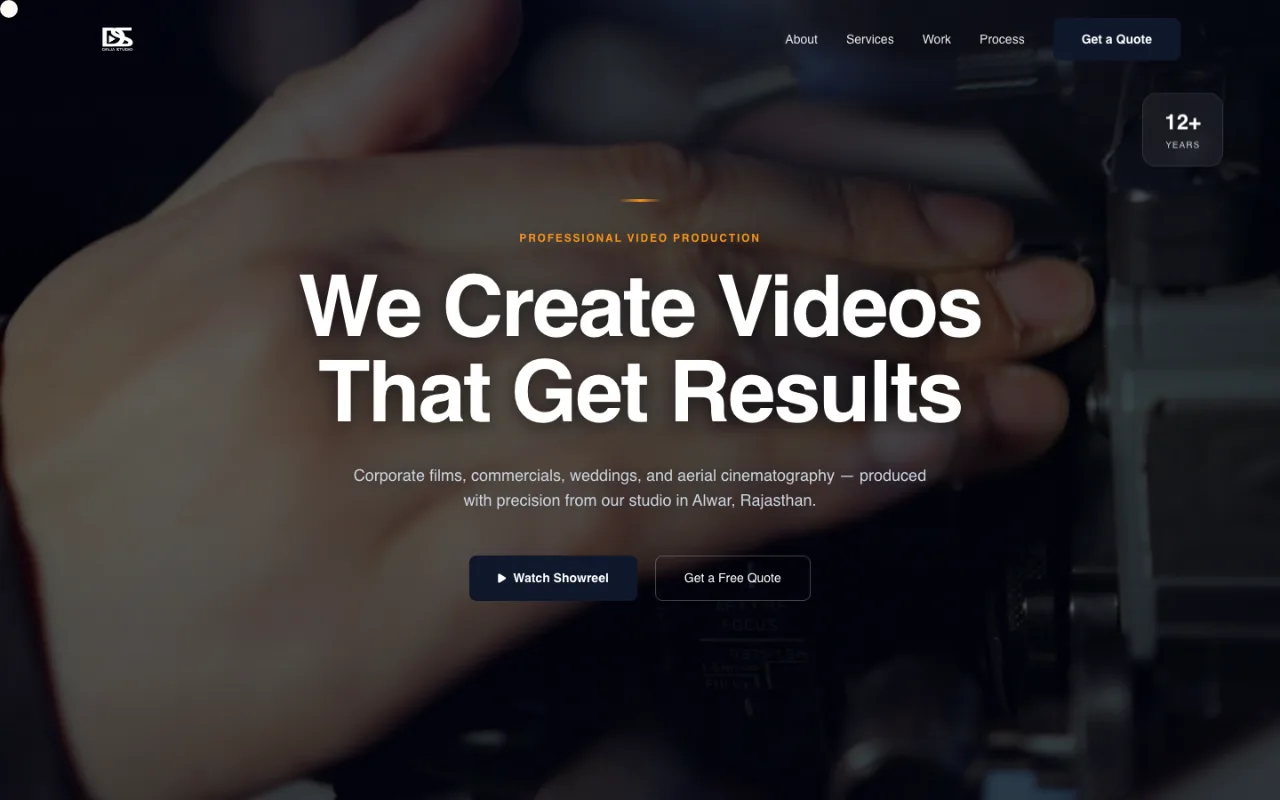 DS
About Services Work Process Get a Quote
12+
YEARS
PROFESSIONAL VIDEO PRODUCTION
We Create Videos
That Get Results
Corporate films, commercials, weddings, and aerial cinematography — produced
with precision from our studio in Alwar, Rajasthan.
Watch Showreel Get a Free Quote
FOCUS